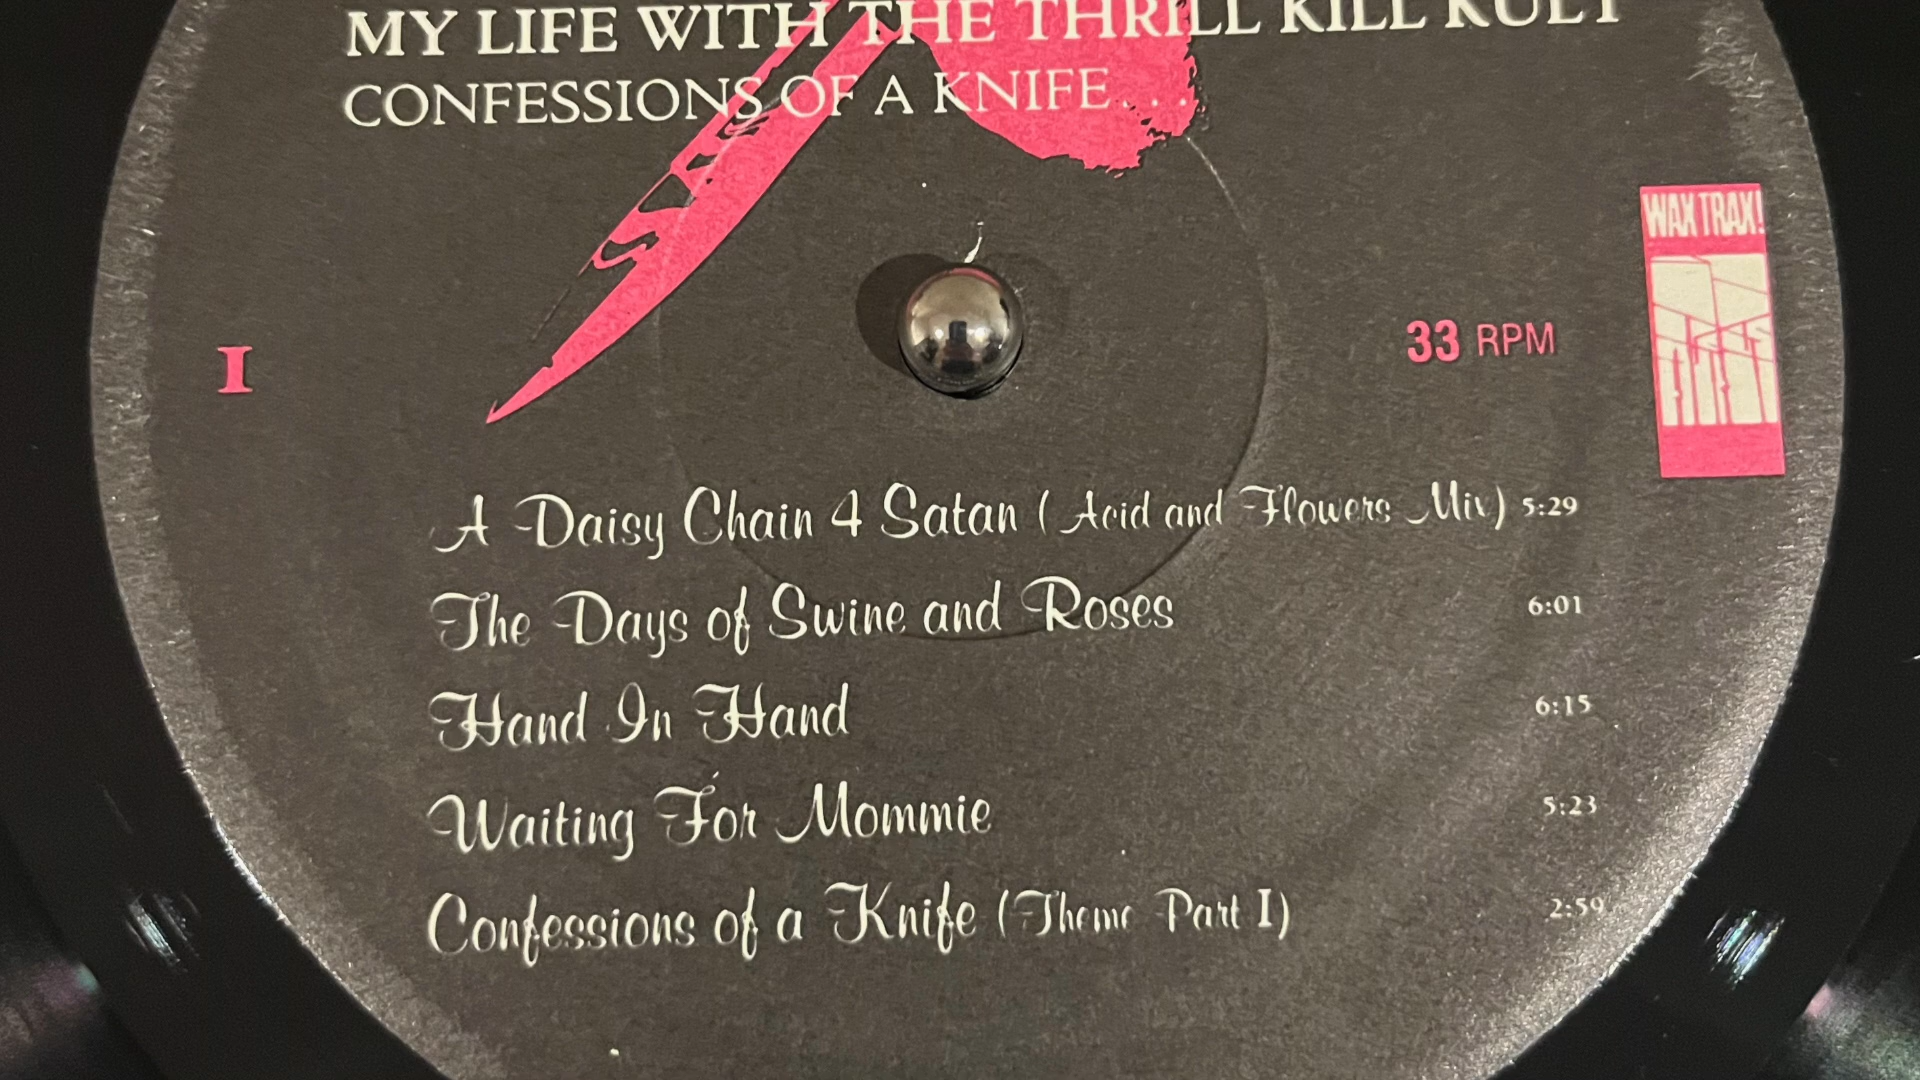 MY LIFE WITH THE THRILL KILL KULT
CONFESSIONS OF A KNIFE...
WAX TRAX!
I
33 RPM
A Daisy Chain 4 Satan (Acid and Flowers Mix) 5:29
The Days of Swine and Roses 6:01
Hand In Hand 6:15
Waiting For Mommie 5:23
Confessions of a Knife (Theme Part I) 2:59